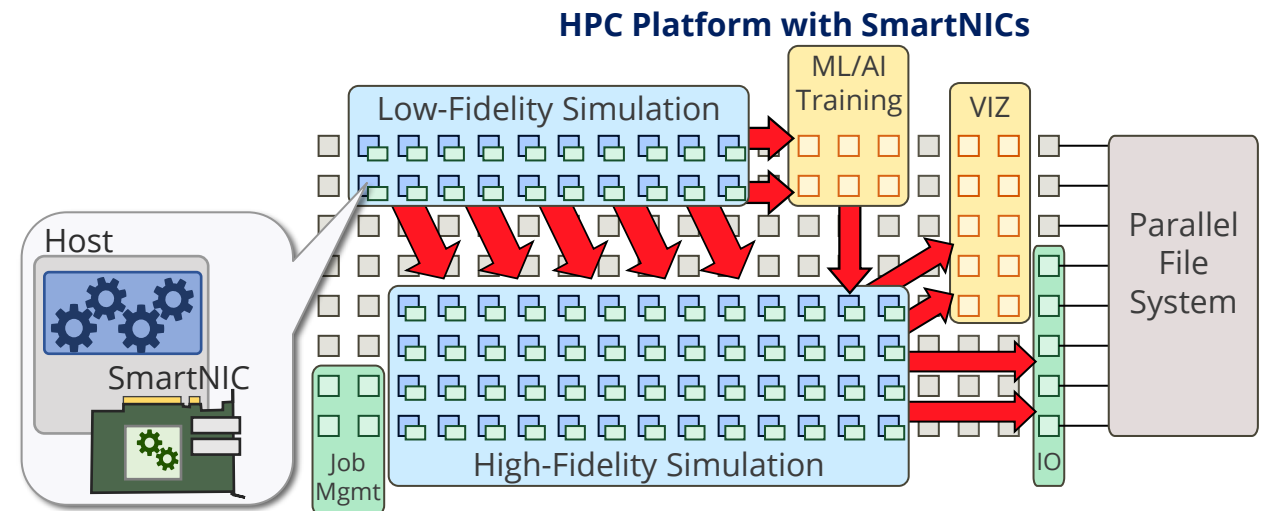 HPC Platform with SmartNICs
Low-Fidelity Simulation
ML/AI
Training
VIZ
Parallel
File
System
Host
SmartNIC
Job
Mgmt
High-Fidelity Simulation
IO